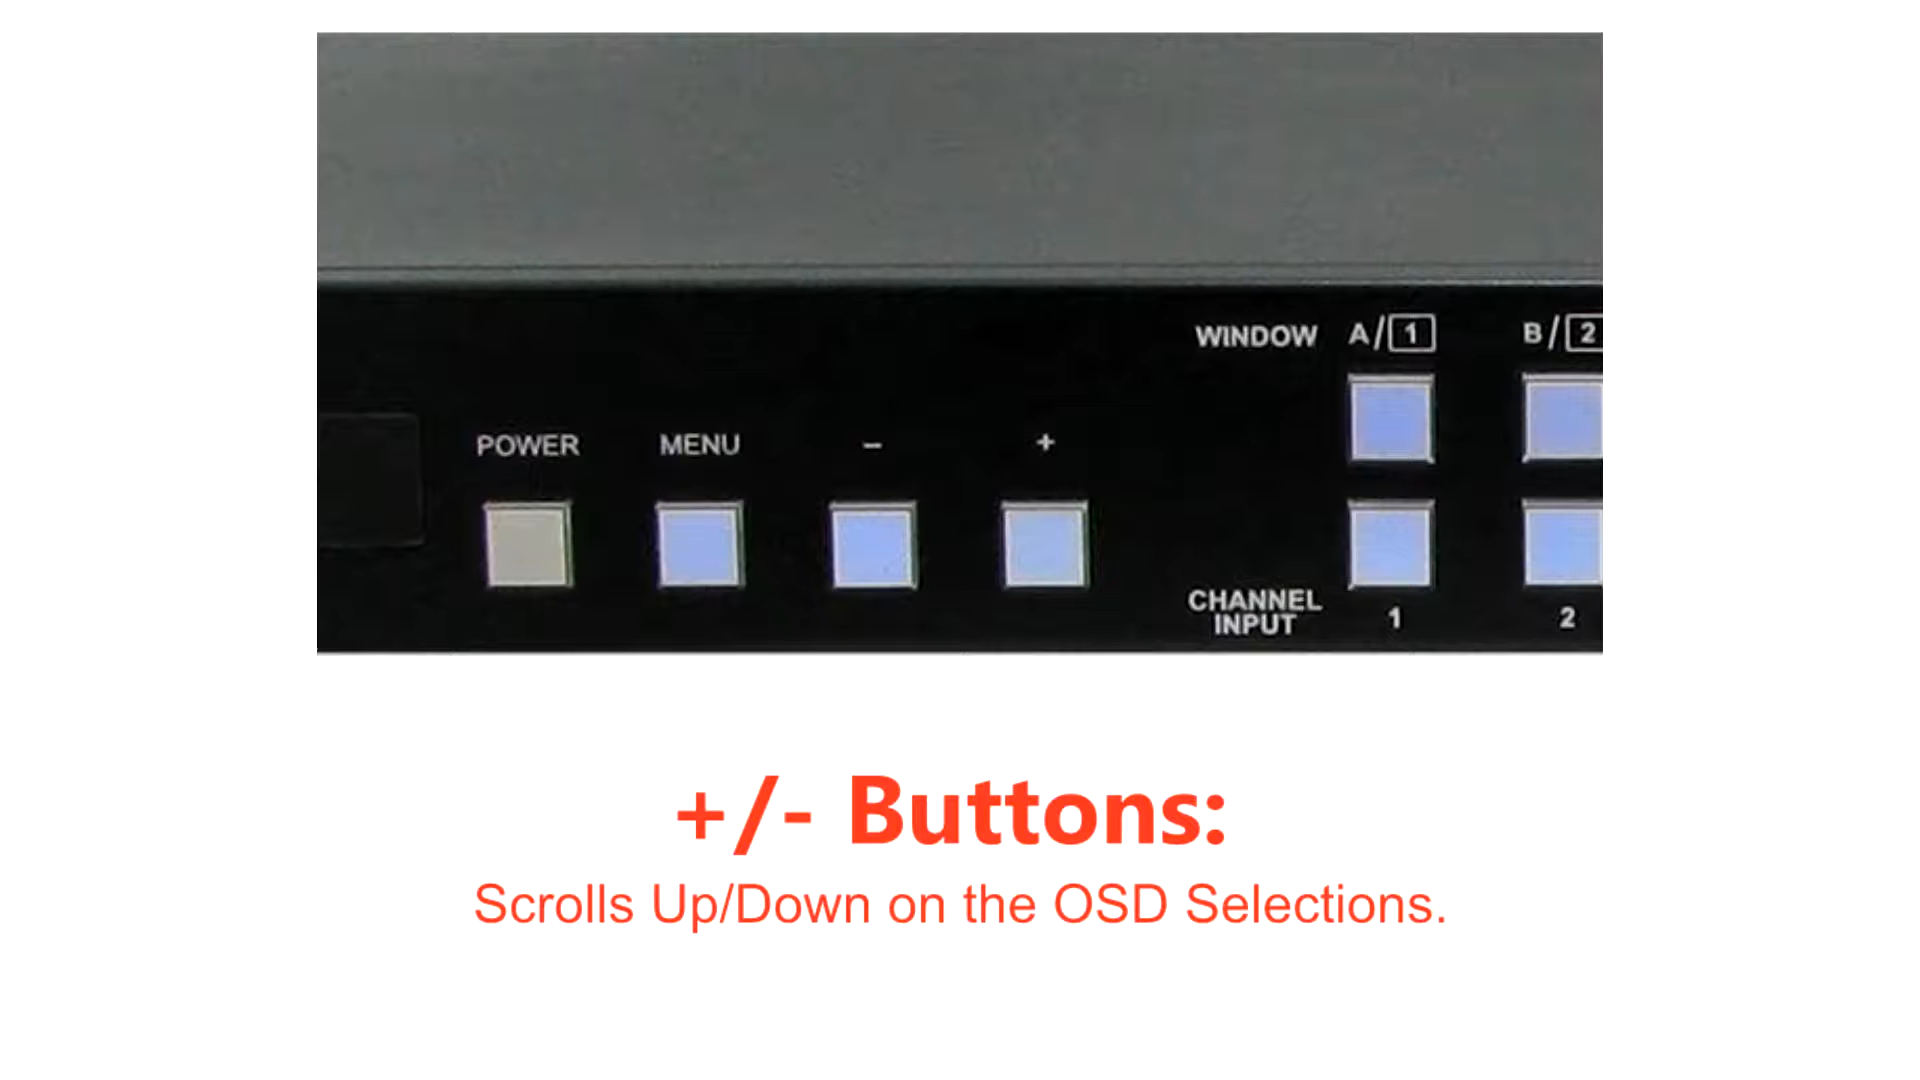 WINDOW A/1 B/2
POWER MENU - +
CHANNEL
INPUT 1 2
+/- Buttons:
Scrolls Up/Down on the OSD Selections.